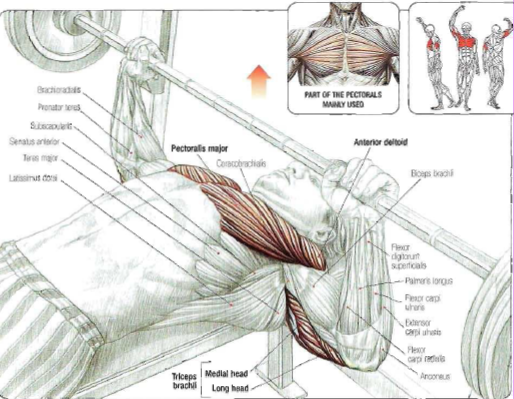 PART OF THE PECTORALS
MAINLY USED
Brachioradialis
Pronator teres
Subscapularis
Serratus anterior
Teres major
Latissimus dorsi
Pectoralis major
Coracobrachialis
Anterior deltoid
Biceps brachii
Flexor
digitorum
superficialis
Palmaris longus
Flexor carpi
ulnaris
Extensor
carpi ulnaris
Flexor
carpi radialis
Anconeus
Triceps
brachii
Medial head
Long head